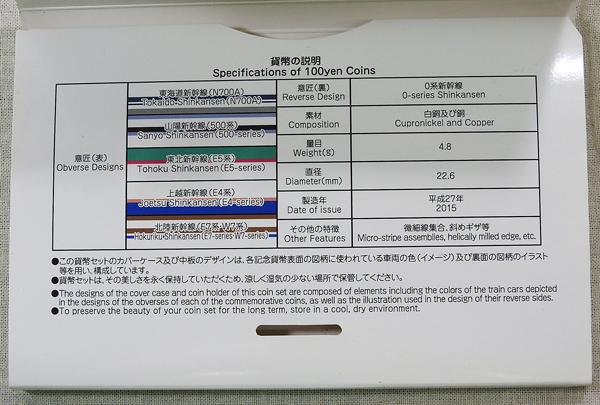 貨幣の説明
Specifications of 100yen Coins
意匠(表)
Obverse Designs
東海道新幹線(N700A)
Tokaido Shinkansen(N700A)
山陽新幹線(500系)
Sanyo Shinkansen(500-series)
東北新幹線(E5系)
Tohoku Shinkansen(E5-series)
上越新幹線(E4系)
Joetsu Shinkansen(E4-series)
北陸新幹線(E7系・W7系)
Hokuriku Shinkansen(E7-series・W7-series)
意匠(裏)
Reverse Design
0系新幹線
0-series Shinkansen
素材
Composition
白銅及び銅
Cupronickel and Copper
量目
Weight(g)
4.8
直径
Diameter(mm)
22.6
製造年
Date of issue
平成27年
2015
その他の特徴
Other Features
微細線集合、斜めギザ等
Micro-stripe assemblies, helically milled edge, etc.
●この貨幣セットのカバーケース及び中板のデザインは、各記念貨幣表面の図柄に使われている車両の色(イメージ)及び裏面の図柄のイラスト
等を用い、構成しています。
●貨幣セットは、その美しさを永く保持していただくため、涼しく湿気の少ない場所で保管してください。
●The designs of the cover case and coin holder of this coin set are composed of elements including the colors of the train cars depicted
in the designs of the obverses of each of the commemorative coins, as well as the illustration used in the design of their reverse sides.
●To preserve the beauty of your coin set for the long term, store in a cool, dry environment.